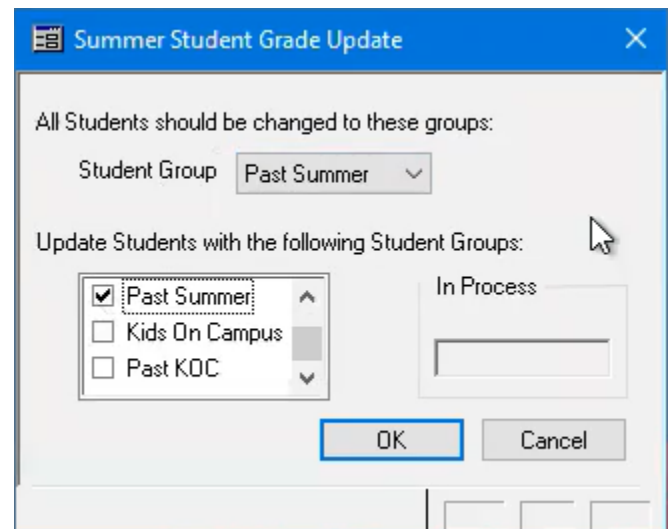 Summer Student Grade Update
All Students should be changed to these groups:
Student Group Past Summer
Update Students with the following Student Groups:
Past Summer
Kids On Campus
Past KOC
In Process
OK Cancel